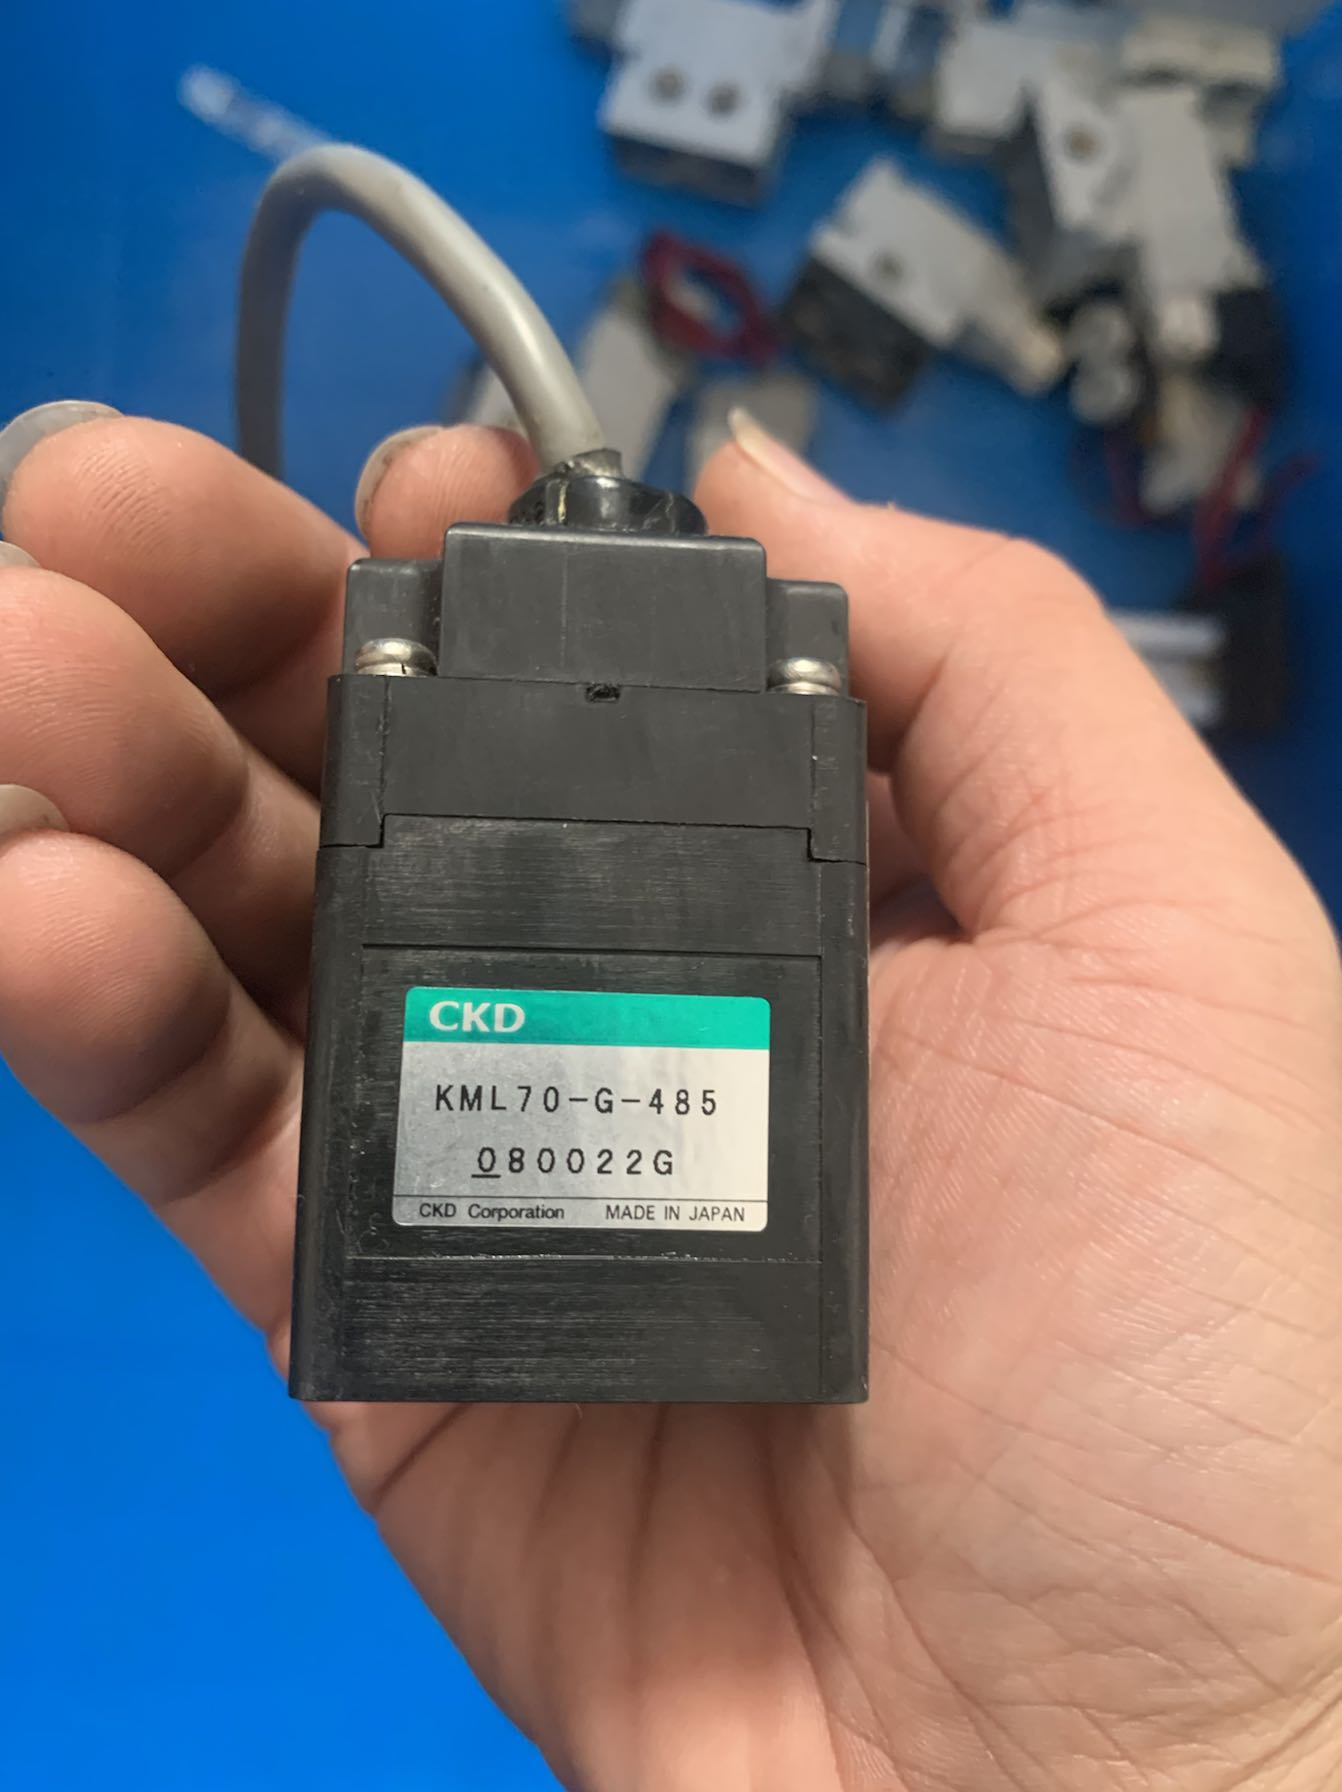 CKD
KML70-G-485
080022G
CKD Corporation MADE IN JAPAN